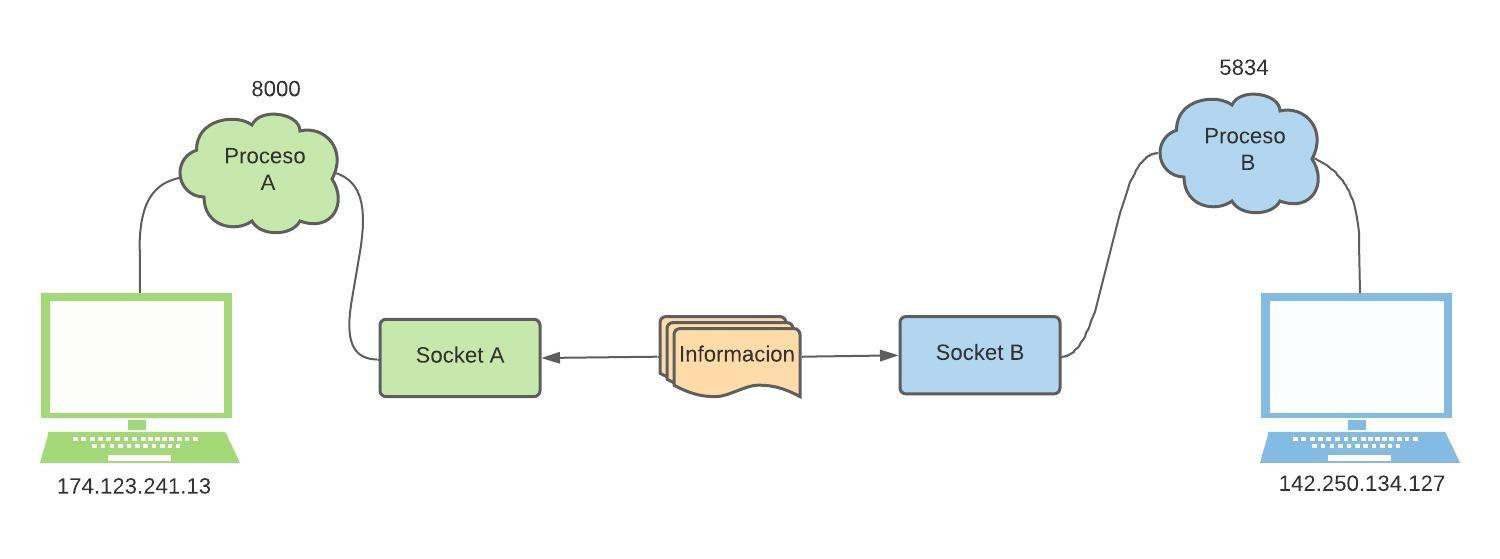 8000
Proceso
A
5834
Proceso
B
Socket A
Informacion
Socket B
174.123.241.13
142.250.134.127